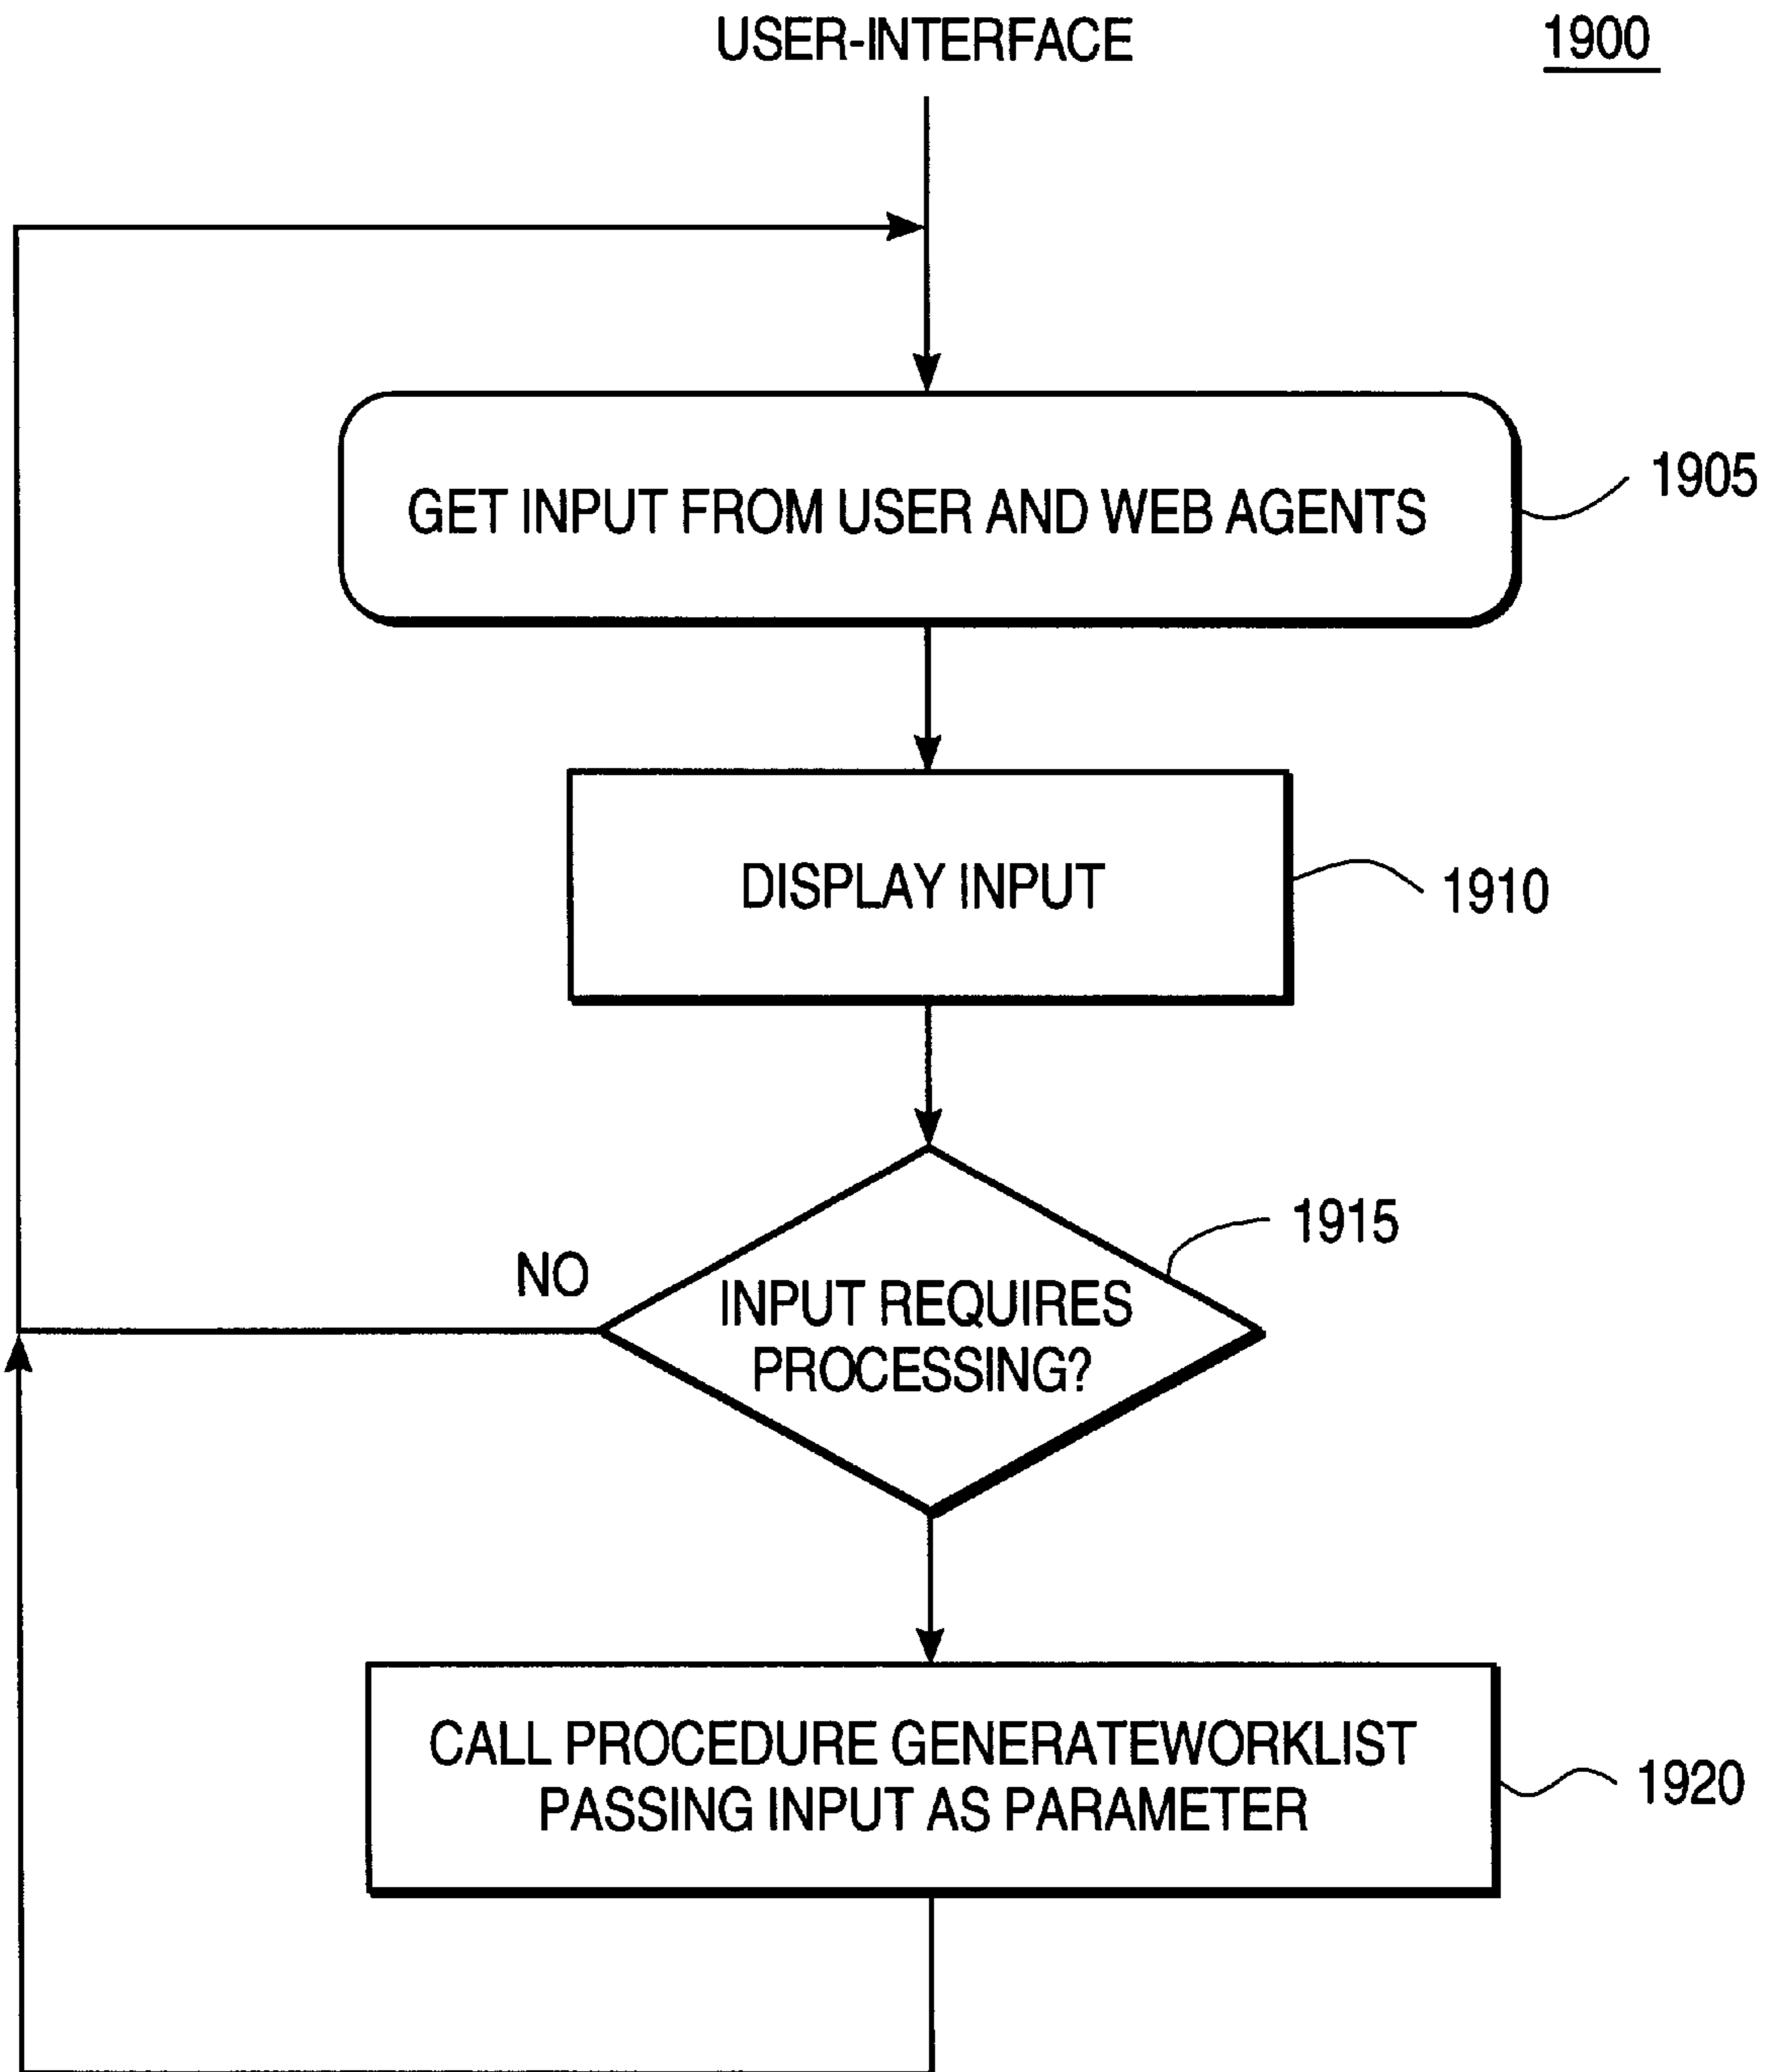 USER-INTERFACE
1900
GET INPUT FROM USER AND WEB AGENTS
1905
DISPLAY INPUT
1910
1915
NO
INPUT REQUIRES
PROCESSING?
CALL PROCEDURE GENERATEWORKLIST
PASSING INPUT AS PARAMETER
1920